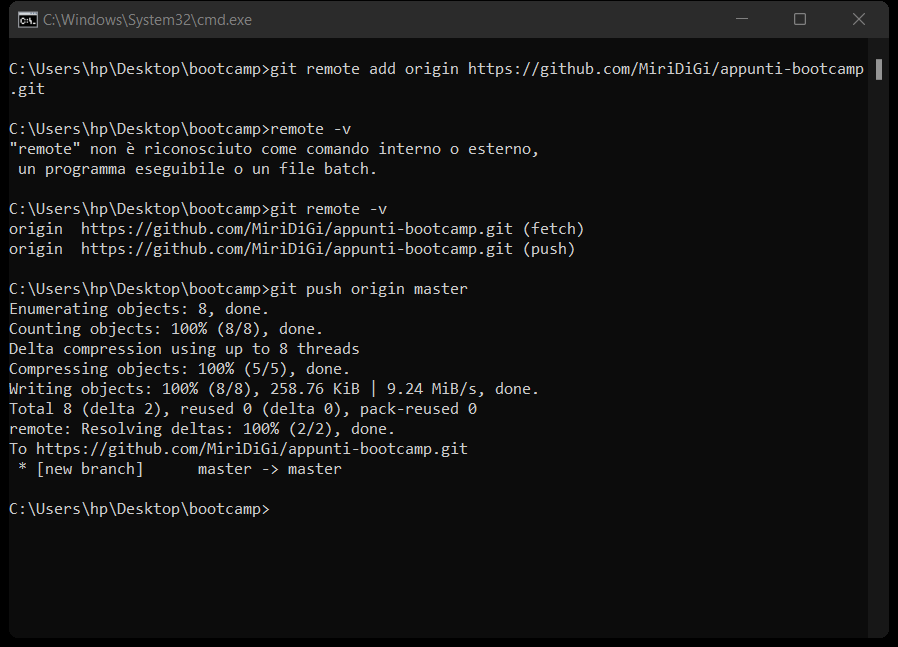 C:\Windows\System32\cmd.exe
C:\Users\hp\Desktop\bootcamp>git remote add origin https://github.com/MiriDiGi/appunti-bootcamp
.git
C:\Users\hp\Desktop\bootcamp>remote -v
"remote" non è riconosciuto come comando interno o esterno,
 un programma eseguibile o un file batch.
C:\Users\hp\Desktop\bootcamp>git remote -v
origin  https://github.com/MiriDiGi/appunti-bootcamp.git (fetch)
origin  https://github.com/MiriDiGi/appunti-bootcamp.git (push)
C:\Users\hp\Desktop\bootcamp>git push origin master
Enumerating objects: 8, done.
Counting objects: 100% (8/8), done.
Delta compression using up to 8 threads
Compressing objects: 100% (5/5), done.
Writing objects: 100% (8/8), 258.76 KiB | 9.24 MiB/s, done.
Total 8 (delta 2), reused 0 (delta 0), pack-reused 0
remote: Resolving deltas: 100% (2/2), done.
To https://github.com/MiriDiGi/appunti-bootcamp.git
 * [new branch]      master -> master
C:\Users\hp\Desktop\bootcamp>